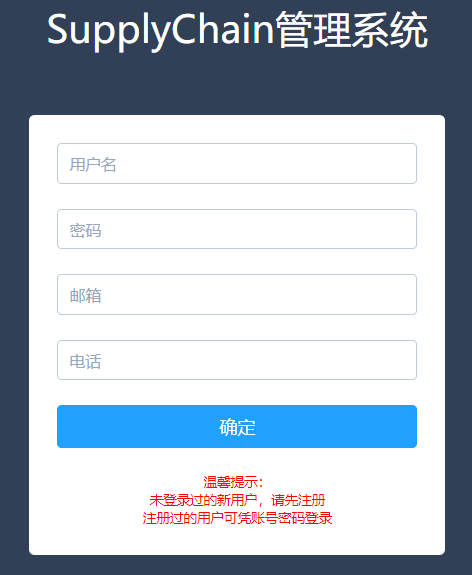 SupplyChain管理系统
用户名
密码
邮箱
电话
确定
温馨提示：
未登录过的新用户，请先注册
注册过的用户可凭账号密码登录